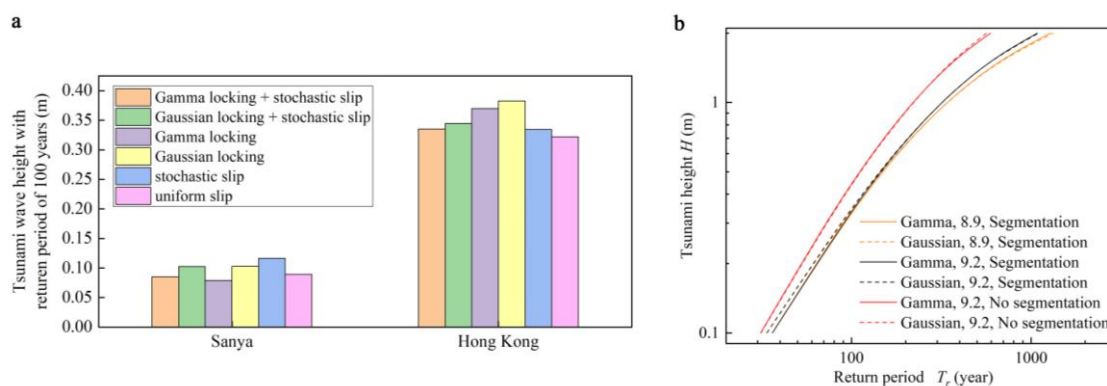 a
Tsunami wave height with
returen period of 100 years (m)
0.40
0.35
0.30
0.25
0.20
0.15
0.10
0.05
0.00
Gamma locking + stochastic slip
Gaussian locking + stochastic slip
Gamma locking
Gaussian locking
stochastic slip
uniform slip
Sanya
Hong Kong
b
Tsunami height H (m)
1
0.1
Gamma, 8.9, Segmentation
Gaussian, 8.9, Segmentation
Gamma, 9.2, Segmentation
Gaussian, 9.2, Segmentation
Gamma, 9.2, No segmentation
Gaussian, 9.2, No segmentation
100
1000
Return period Tr (year)